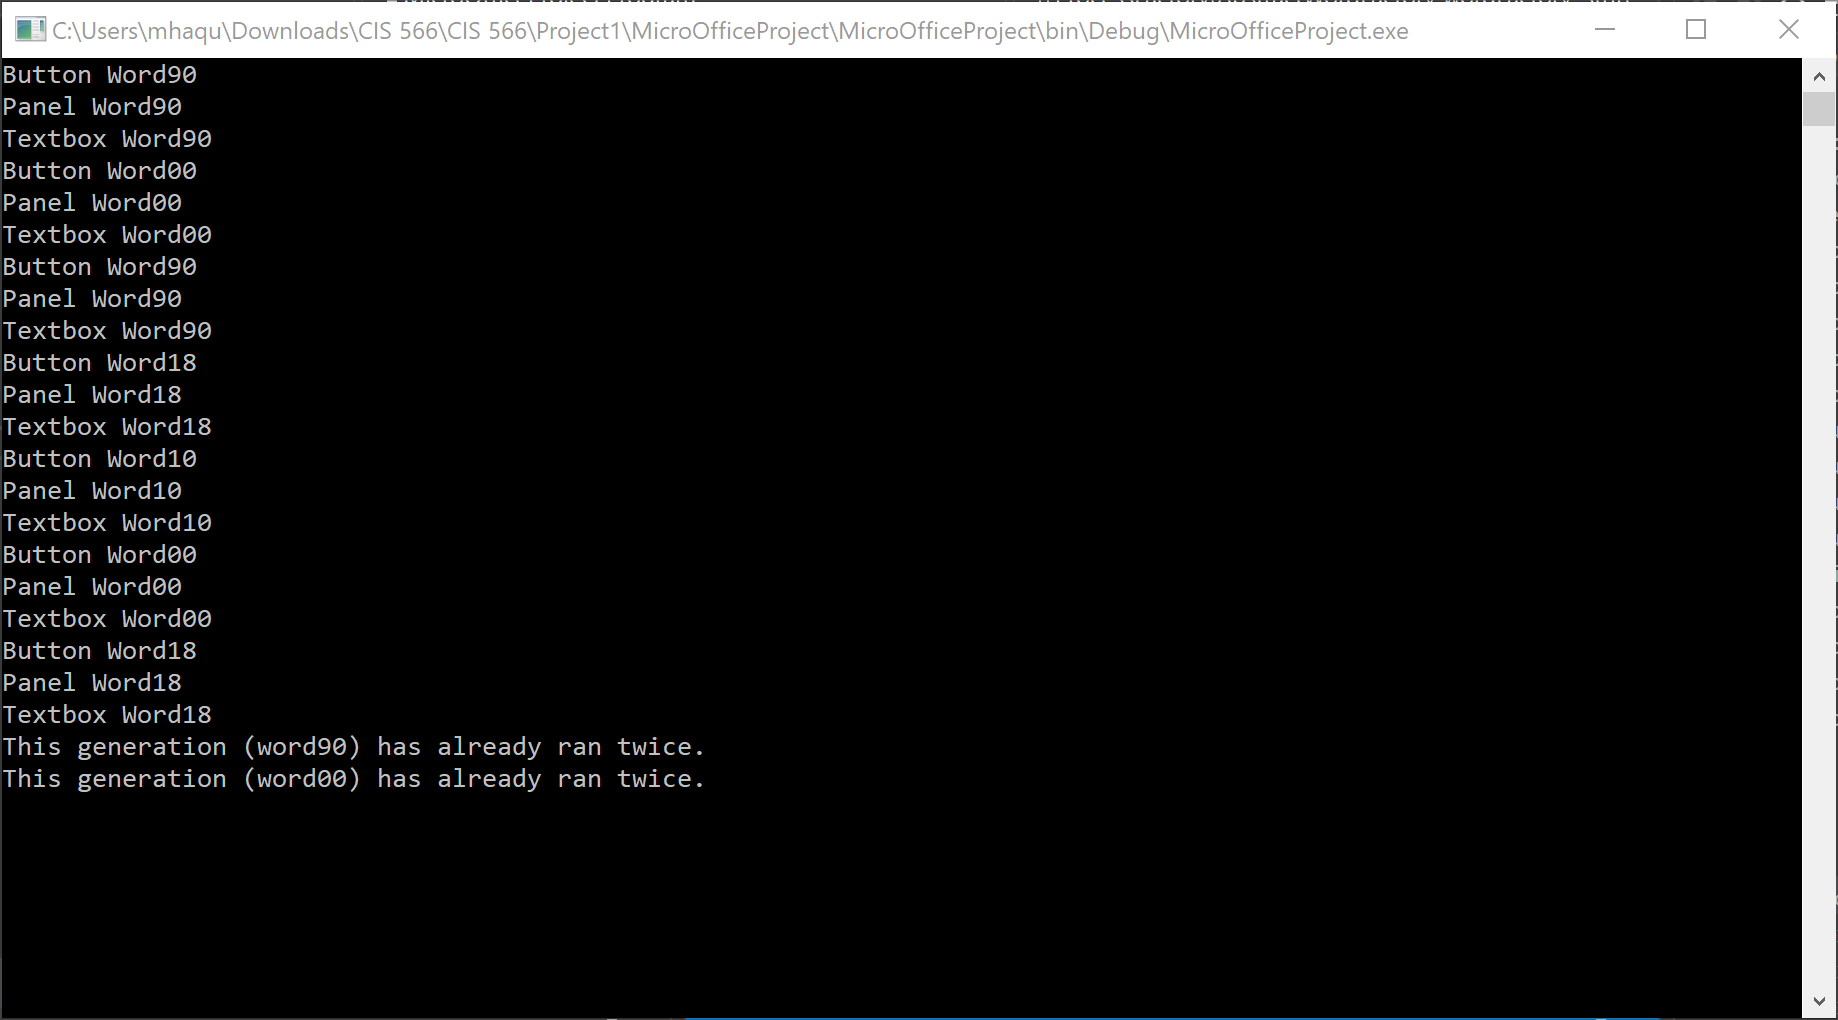 C:\Users\mhaqu\Downloads\CIS 566\CIS 566\Project1\MicroOfficeProject\MicroOfficeProject\bin\Debug\MicroOfficeProject.exe
Button Word90
Panel Word90
Textbox Word90
Button Word00
Panel Word00
Textbox Word00
Button Word90
Panel Word90
Textbox Word90
Button Word18
Panel Word18
Textbox Word18
Button Word10
Panel Word10
Textbox Word10
Button Word00
Panel Word00
Textbox Word00
Button Word18
Panel Word18
Textbox Word18
This generation (word90) has already ran twice.
This generation (word00) has already ran twice.